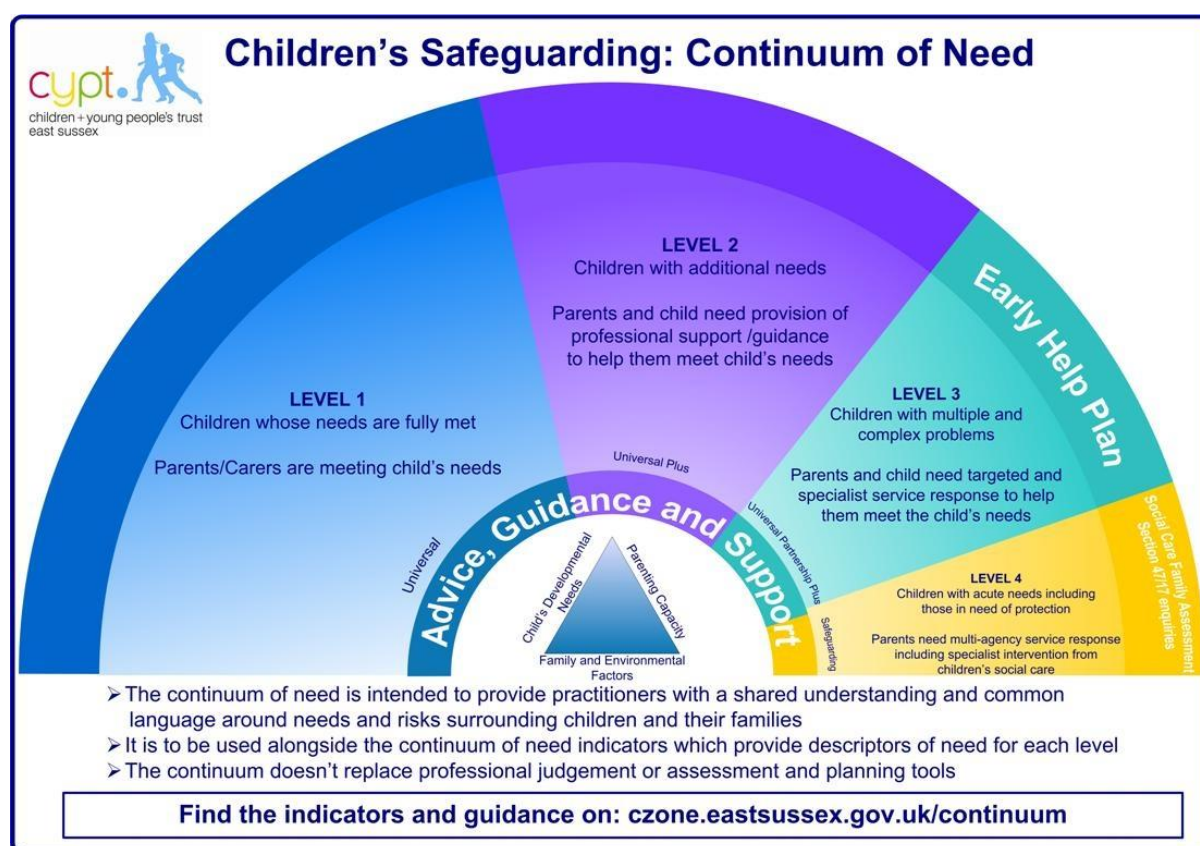 cypt.
children + young people's trust
east sussex
Children's Safeguarding: Continuum of Need
LEVEL 1
Children whose needs are fully met
Parents/Carers are meeting child's needs
LEVEL 2
Children with additional needs
Parents and child need provision of
professional support /guidance
to help them meet child's needs
LEVEL 3
Children with multiple and
complex problems
Parents and child need targeted and
specialist service response to help
them meet the child's needs
Early Help Plan
LEVEL 4
Children with acute needs including
those in need of protection
Parents need multi-agency service response
including specialist intervention from
children's social care
Social Care Family Assessment
Section 47/17 enquiries
Universal
Universal Plus
Universal Partnership Plus
Safeguarding
Advice, Guidance and Support
Child's Developmental
Needs
Parenting Capacity
Family and Environmental
Factors
➢ The continuum of need is intended to provide practitioners with a shared understanding and common
language around needs and risks surrounding children and their families
➢ It is to be used alongside the continuum of need indicators which provide descriptors of need for each level
➢ The continuum doesn't replace professional judgement or assessment and planning tools
Find the indicators and guidance on: czone.eastsussex.gov.uk/continuum